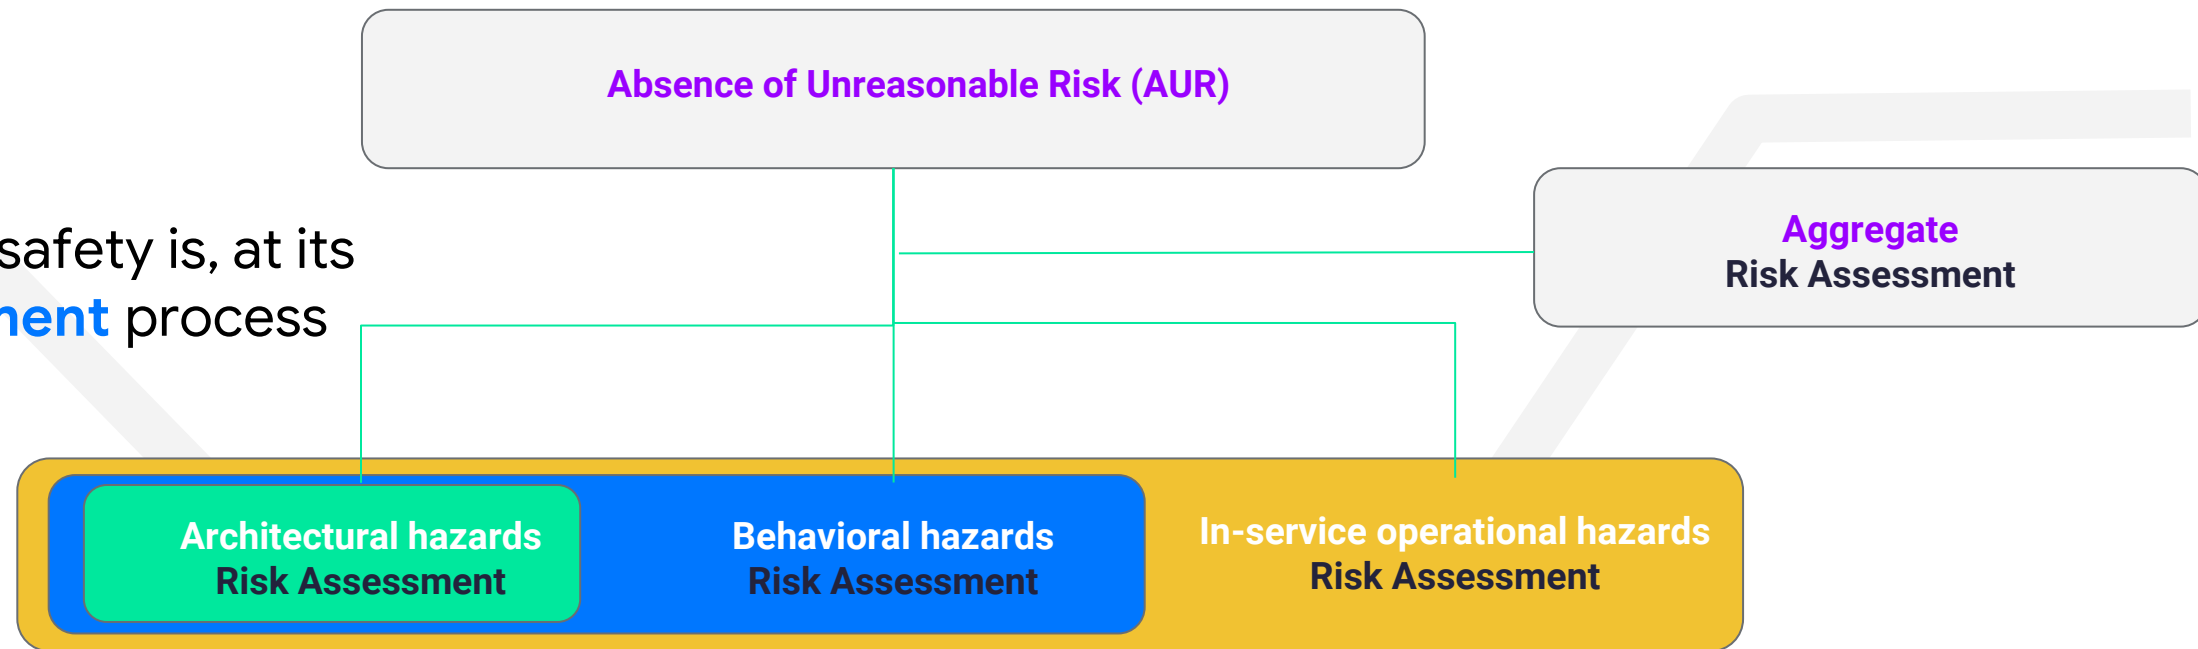 Absence of Unreasonable Risk (AUR)
safety is, at its
process
Aggregate
Risk Assessment
Architectural hazards
Risk Assessment
Behavioral hazards
Risk Assessment
In-service operational hazards
Risk Assessment